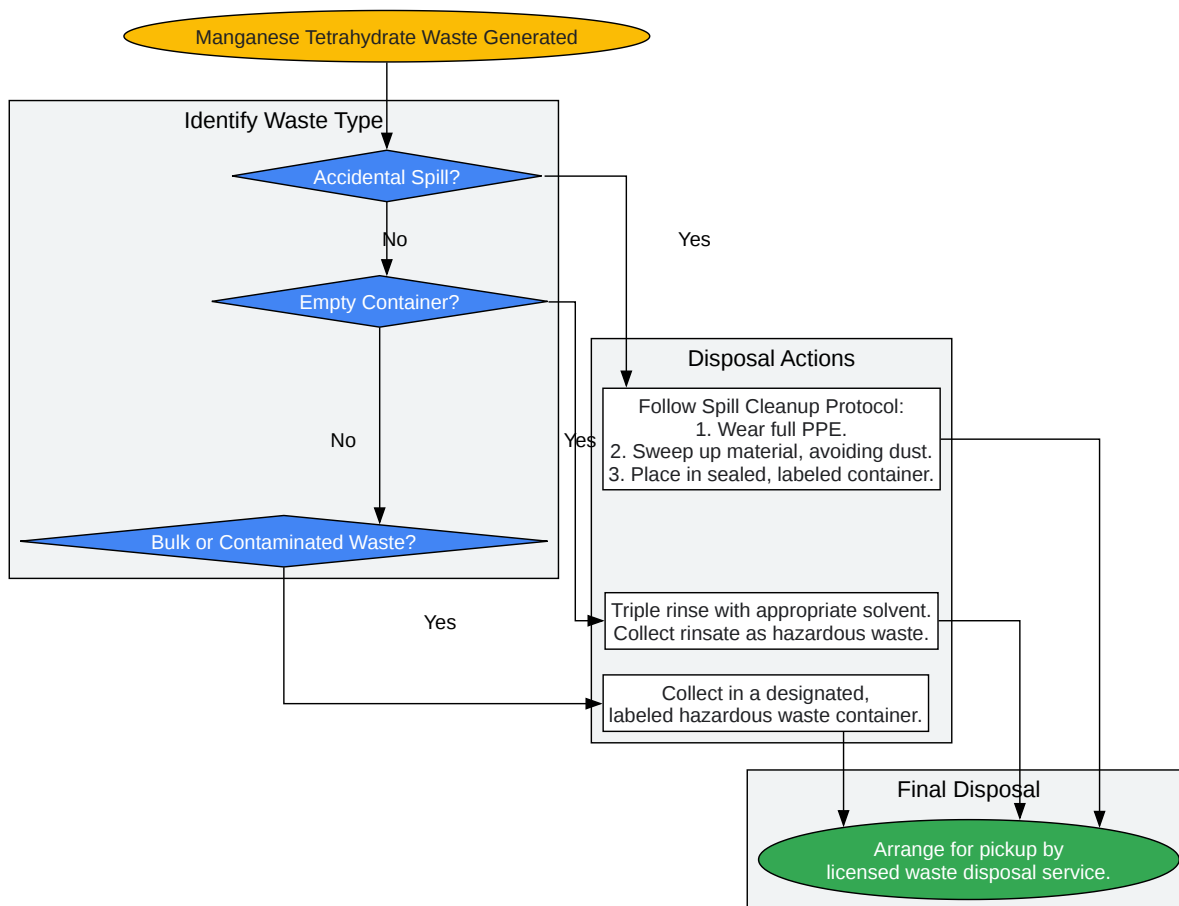 Manganese Tetrahydrate Waste Generated
Identify Waste Type
Accidental Spill?
No
Yes
Empty Container?
Disposal Actions
Follow Spill Cleanup Protocol:
1. Wear full PPE.
2. Sweep up material, avoiding dust.
3. Place in sealed, labeled container.
No
Yes
Bulk or Contaminated Waste?
Yes
Triple rinse with appropriate solvent.
Collect rinsate as hazardous waste.
Collect in a designated,
labeled hazardous waste container.
Final Disposal
Arrange for pickup by
licensed waste disposal service.